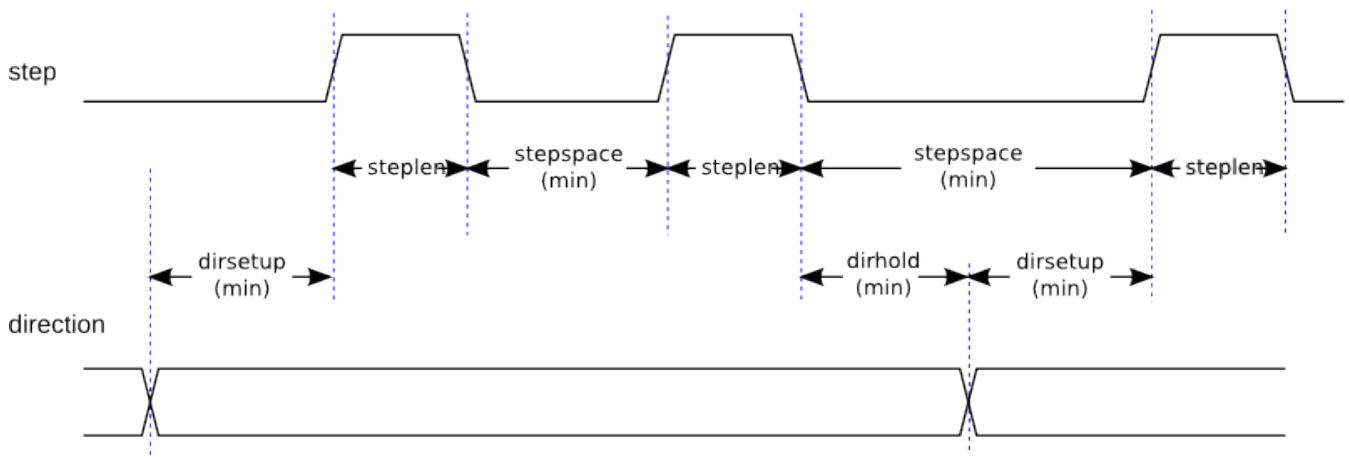 step
steplen
stepspace
(min)
steplen
stepspace
(min)
steplen
dirsetup
(min)
dirhold
(min)
dirsetup
(min)
direction